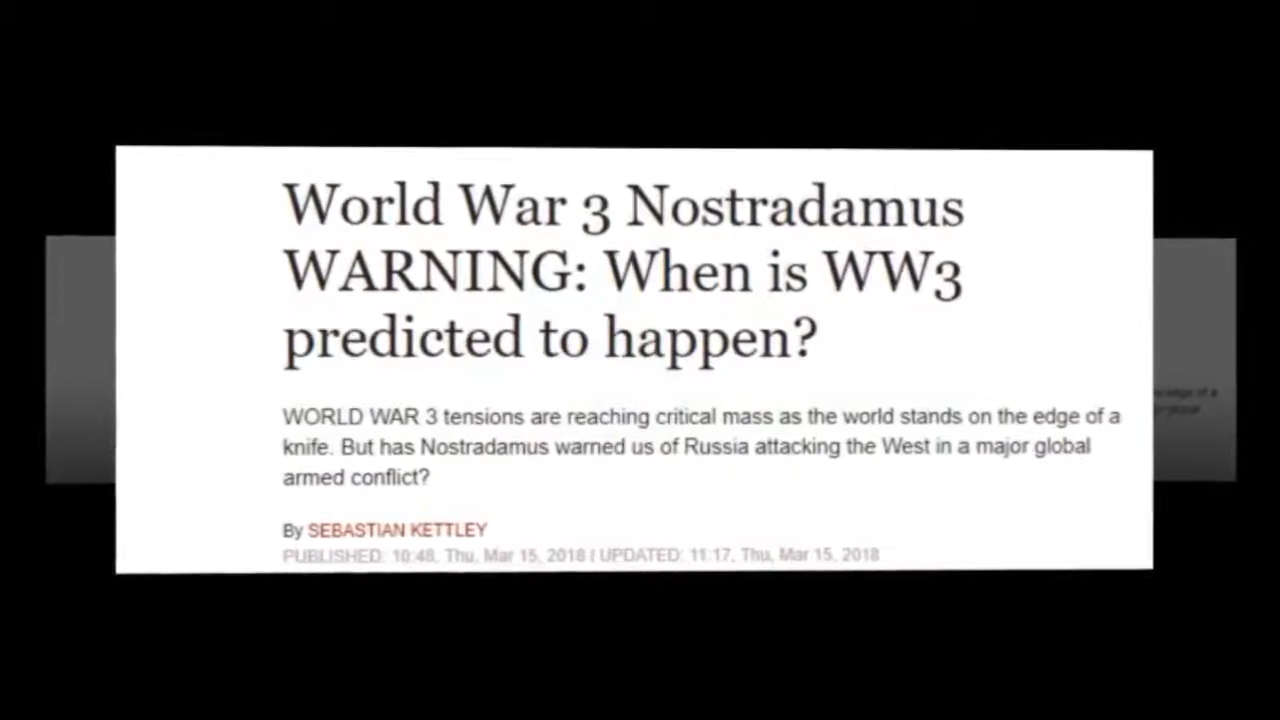 World War 3 Nostradamus
WARNING: When is WW3
predicted to happen?
WORLD WAR 3 tensions are reaching critical mass as the world stands on the edge of a
knife. But has Nostradamus warned us of Russia attacking the West in a major global
armed conflict?
By SEBASTIAN KETTLEY
PUBLISHED: 10:48, Thu, Mar 15, 2018 | UPDATED: 11:17, Thu, Mar 15, 2018